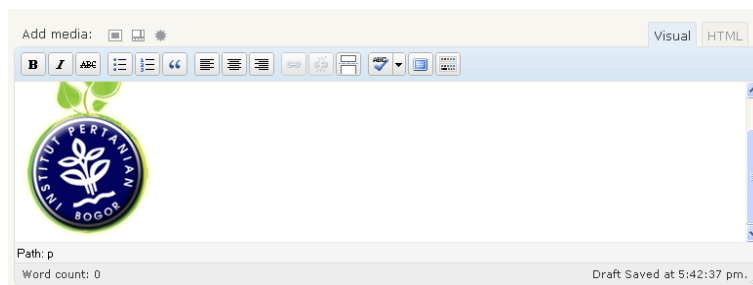 Add media:
Visual HTML
B I ABC ABC
INSTITUT PERTANIAN
BOGOR
Path: p
Word count: 0 Draft Saved at 5:42:37 pm.